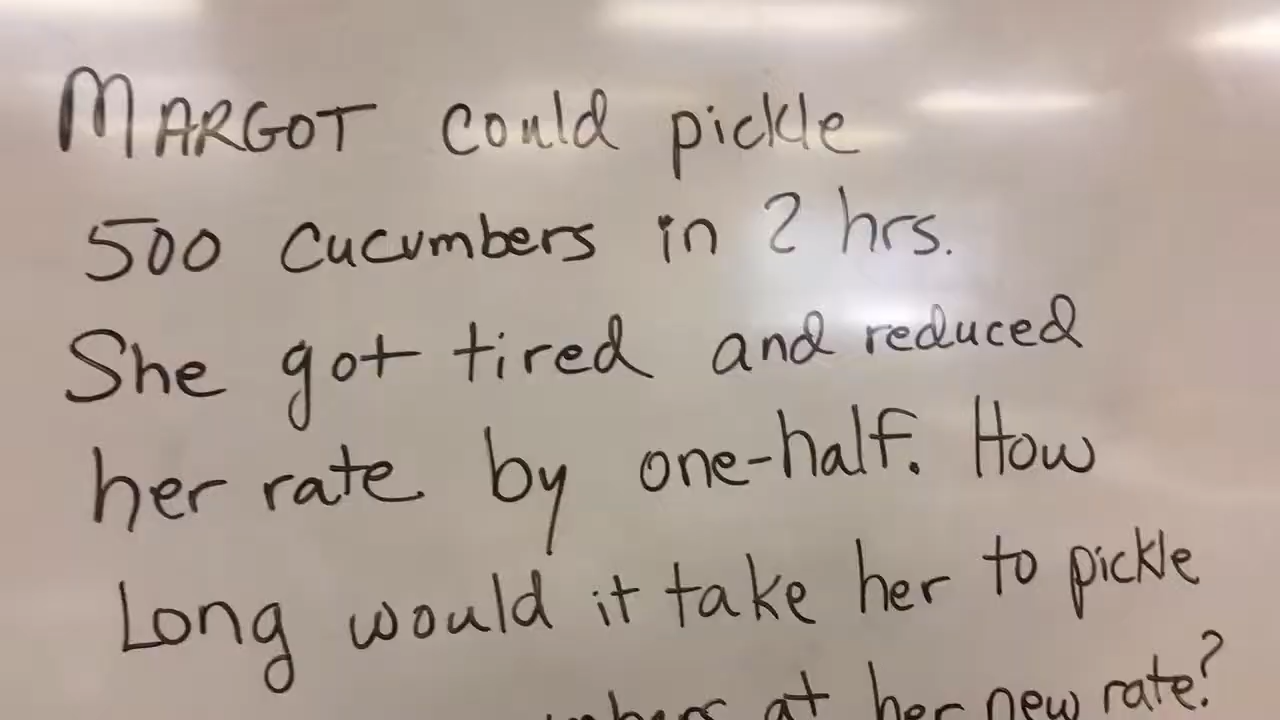 MARGOT could pickle
500 cucumbers in 2 hrs.
She got tired and reduced
her rate by one-half. How
Long would it take her to pickle
at her new rate?